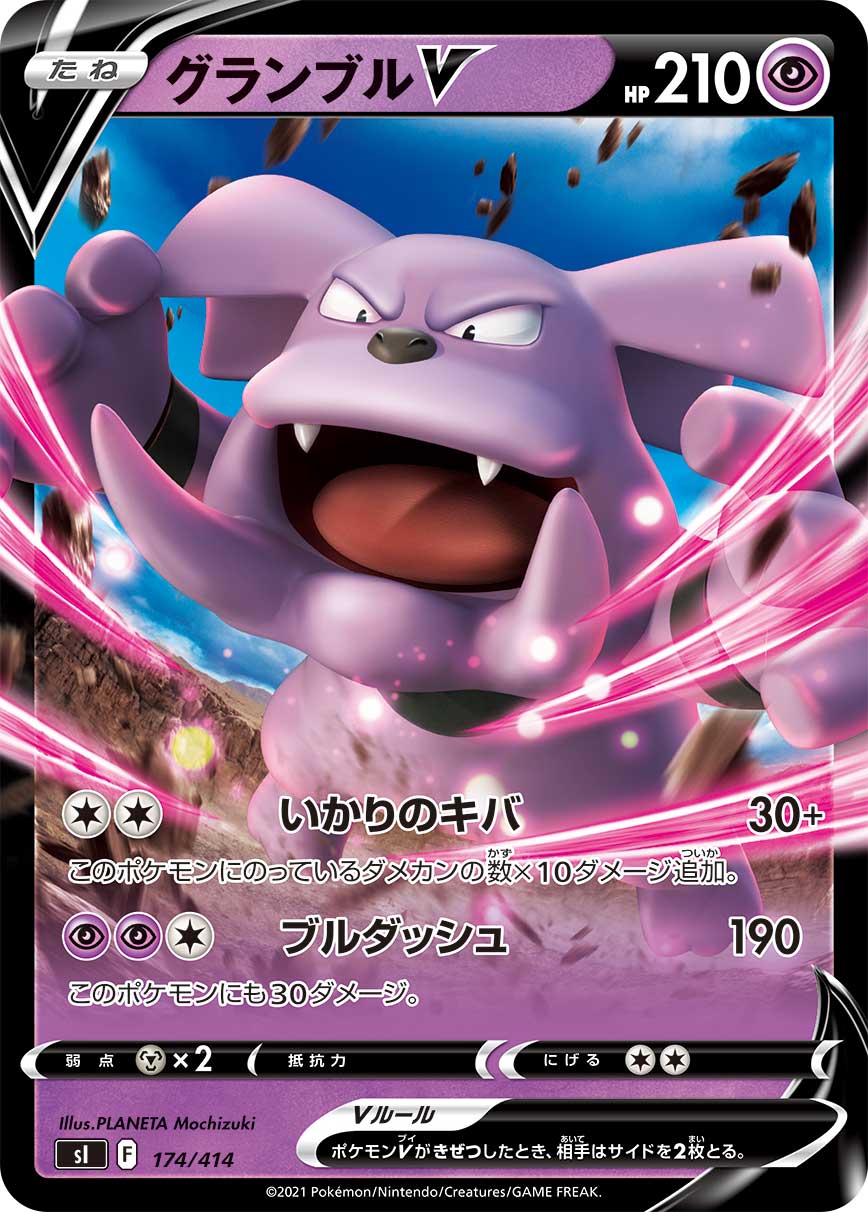 たね グランブルV HP 210
いかりのキバ 30+
このポケモンにのっているダメカンの数×10ダメージ追加。
ブルダッシュ 190
このポケモンにも30ダメージ。
弱点 ×2 抵抗力 にげる
Illus.PLANETA Mochizuki
Vルール
ポケモンVがきぜつしたとき、相手はサイドを2枚とる。
sI F 174/414
©2021 Pokémon/Nintendo/Creatures/GAME FREAK.